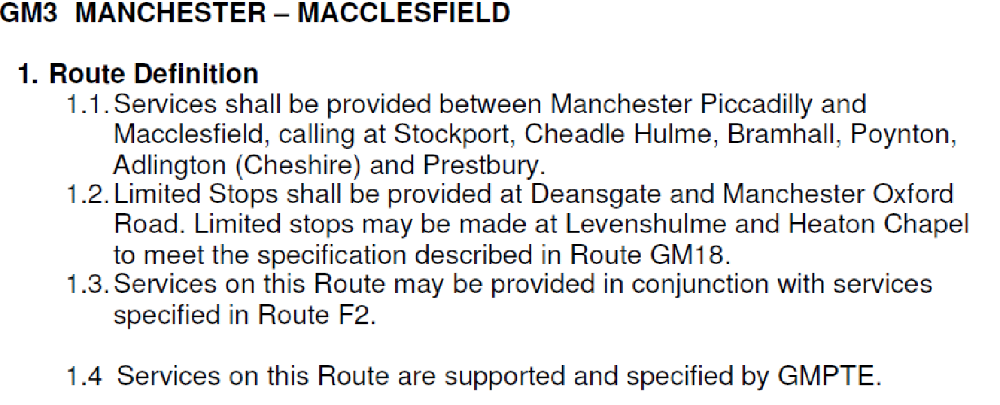 GM3 MANCHESTER – MACCLESFIELD
1. Route Definition
1.1. Services shall be provided between Manchester Piccadilly and
Macclesfield, calling at Stockport, Cheadle Hulme, Bramhall, Poynton,
Adlington (Cheshire) and Prestbury.
1.2. Limited Stops shall be provided at Deansgate and Manchester Oxford
Road. Limited stops may be made at Levenshulme and Heaton Chapel
to meet the specification described in Route GM18.
1.3. Services on this Route may be provided in conjunction with services
specified in Route F2.
1.4 Services on this Route are supported and specified by GMPTE.